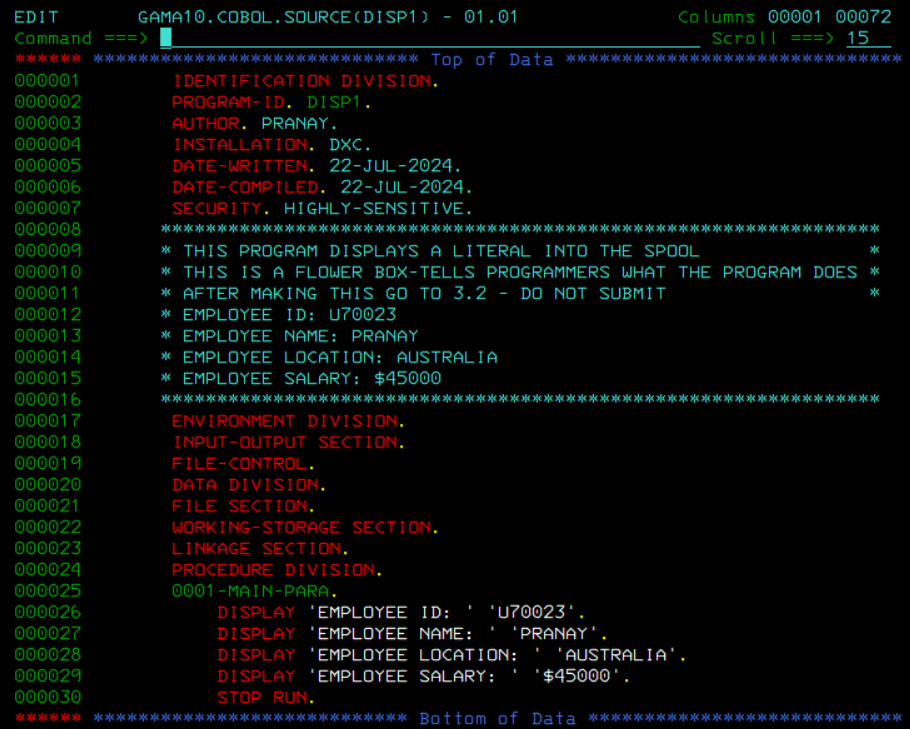 EDIT       GAMA10.COBOL.SOURCE(DISP1) - 01.01              Columns 00001 00072
Command ===>                                                  Scroll ===> 15
****** ***************************** Top of Data ******************************
000001        IDENTIFICATION DIVISION.
000002        PROGRAM-ID. DISP1.
000003        AUTHOR. PRANAY.
000004        INSTALLATION. DXC.
000005        DATE-WRITTEN. 22-JUL-2024.
000006        DATE-COMPILED. 22-JUL-2024.
000007        SECURITY. HIGHLY-SENSITIVE.
000008       ****************************************************************
000009       * THIS PROGRAM DISPLAYS A LITERAL INTO THE SPOOL               *
000010       * THIS IS A FLOWER BOX-TELLS PROGRAMMERS WHAT THE PROGRAM DOES *
000011       * AFTER MAKING THIS GO TO 3.2 - DO NOT SUBMIT                  *
000012       * EMPLOYEE ID: U70023
000013       * EMPLOYEE NAME: PRANAY
000014       * EMPLOYEE LOCATION: AUSTRALIA
000015       * EMPLOYEE SALARY: $45000
000016       ****************************************************************
000017        ENVIRONMENT DIVISION.
000018        INPUT-OUTPUT SECTION.
000019        FILE-CONTROL.
000020        DATA DIVISION.
000021        FILE SECTION.
000022        WORKING-STORAGE SECTION.
000023        LINKAGE SECTION.
000024        PROCEDURE DIVISION.
000025        0001-MAIN-PARA.
000026            DISPLAY 'EMPLOYEE ID: ' 'U70023'.
000027            DISPLAY 'EMPLOYEE NAME: ' 'PRANAY'.
000028            DISPLAY 'EMPLOYEE LOCATION: ' 'AUSTRALIA'.
000029            DISPLAY 'EMPLOYEE SALARY: ' '$45000'.
000030            STOP RUN.
****** **************************** Bottom of Data ****************************